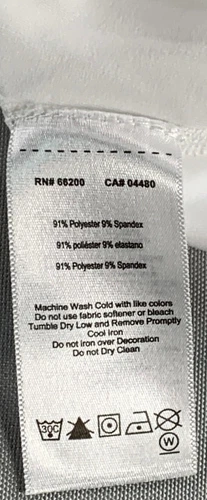 RN# 66200 CA# 04480
91% Polyester 9% Spandex
91% poliéster 9% elastano
91% Polyester 9% Spandex
Machine Wash Cold with like colors
Do not use fabric softener or bleach
Tumble Dry Low and Remove Promptly
Cool Iron
Do not iron over Decoration
Do not Dry Clean
30C
W